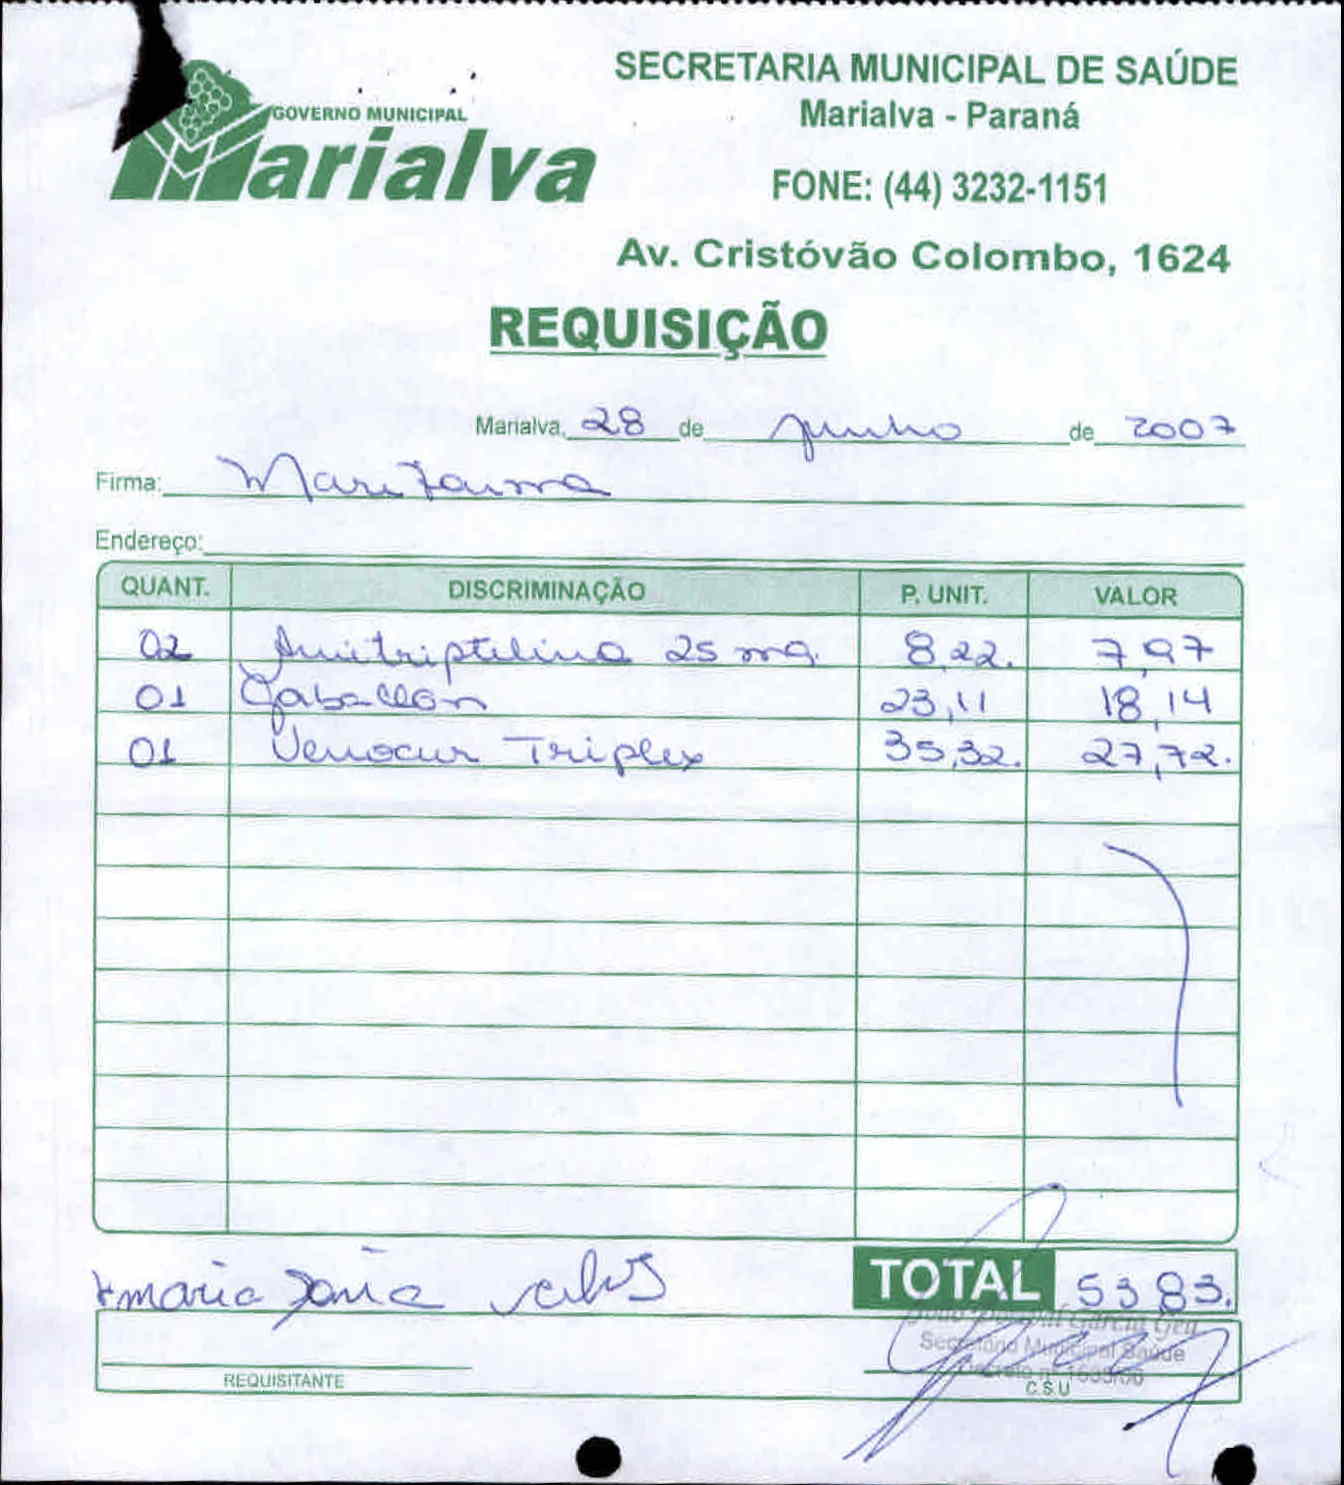 GOVERNO MUNICIPAL
Marialva
SECRETARIA MUNICIPAL DE SAÚDE
Marialva - Paraná
FONE: (44) 3232-1151
Av. Cristóvão Colombo, 1624
REQUISIÇÃO
Marialva, 28 de junho de 2007
Firma: Marifarma
Endereço:
QUANT. DISCRIMINAÇÃO P. UNIT. VALOR
02 Amitriptilina 25 mg. 8,22. 7,97
01 Gaballon 23,11 18,14
01 Venocur Triplex 35,32. 27,72.
TOTAL 53,83.
maria
Secretário Municipal Saúde
REQUISITANTE
C.S.U